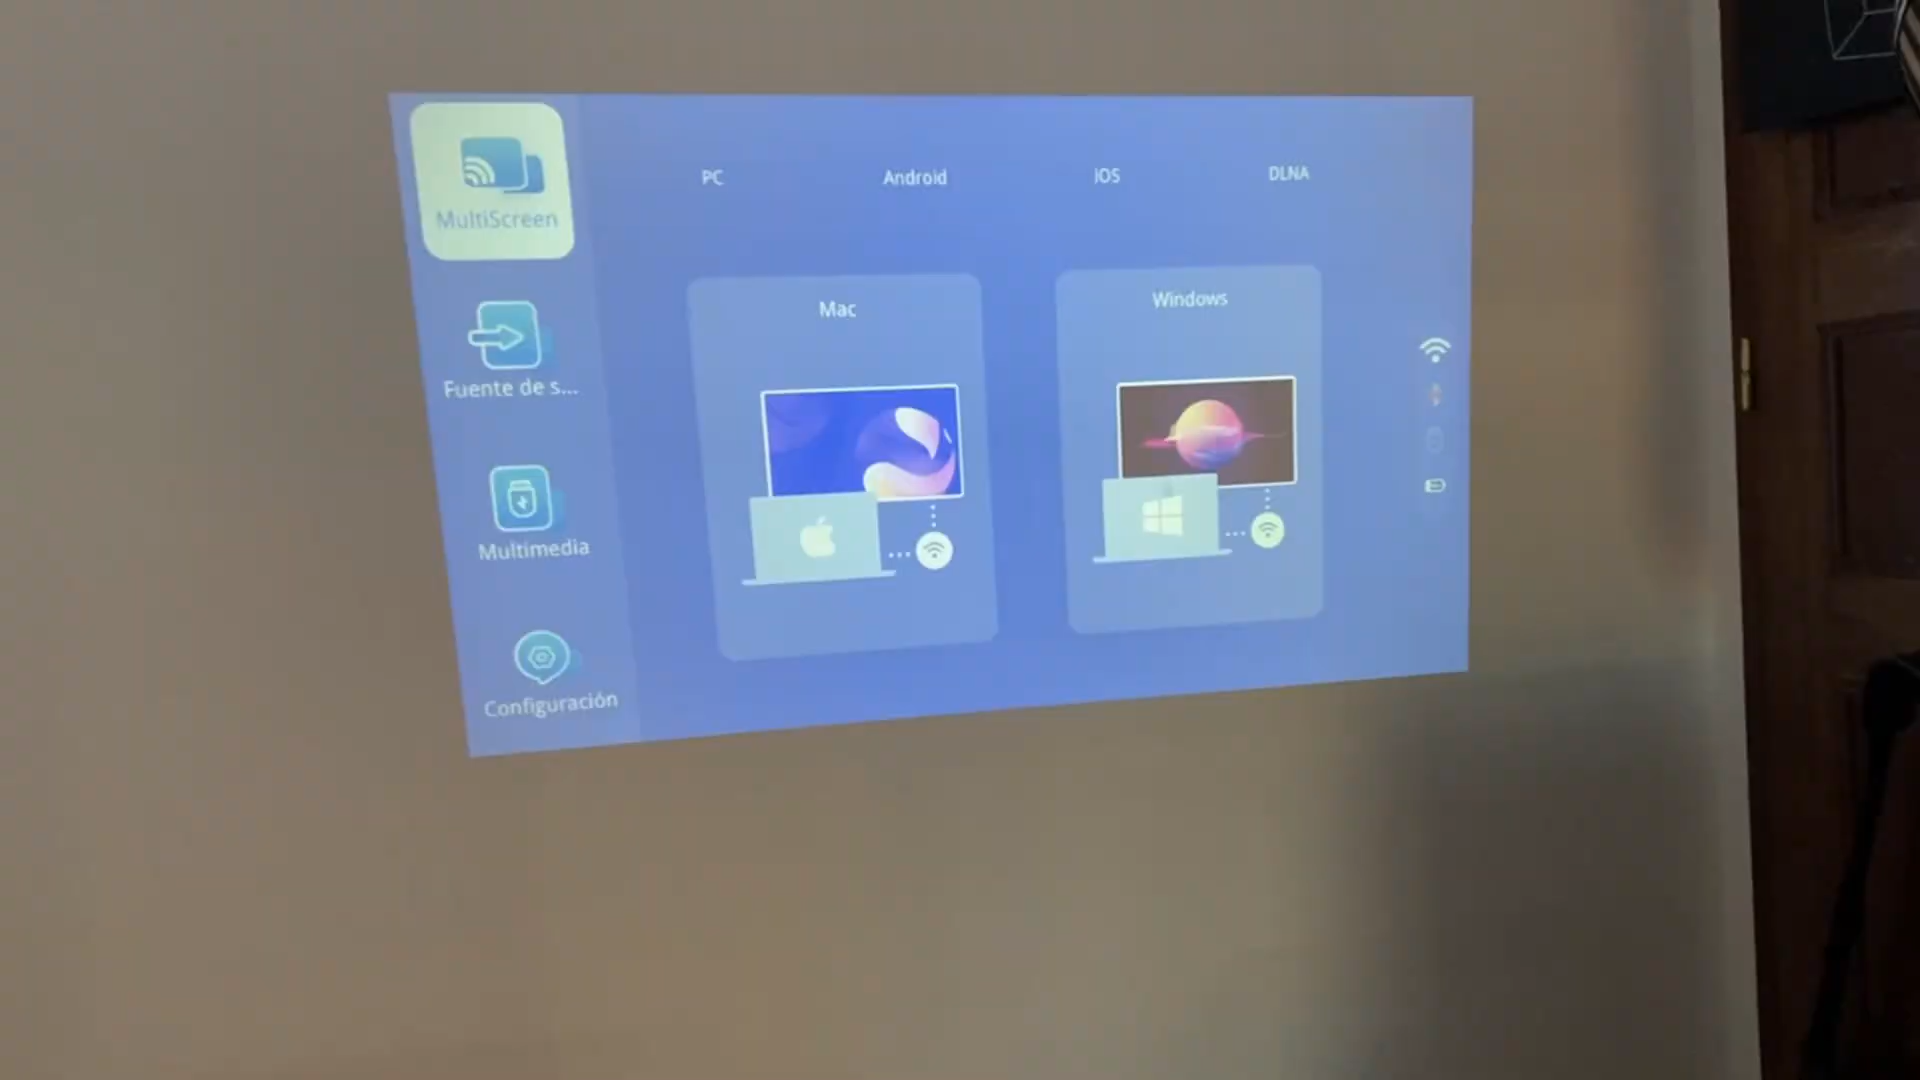 MultiScreen
Fuente de s...
Multimedia
Configuración
PC
Android
IOS
DLNA
Mac
Windows